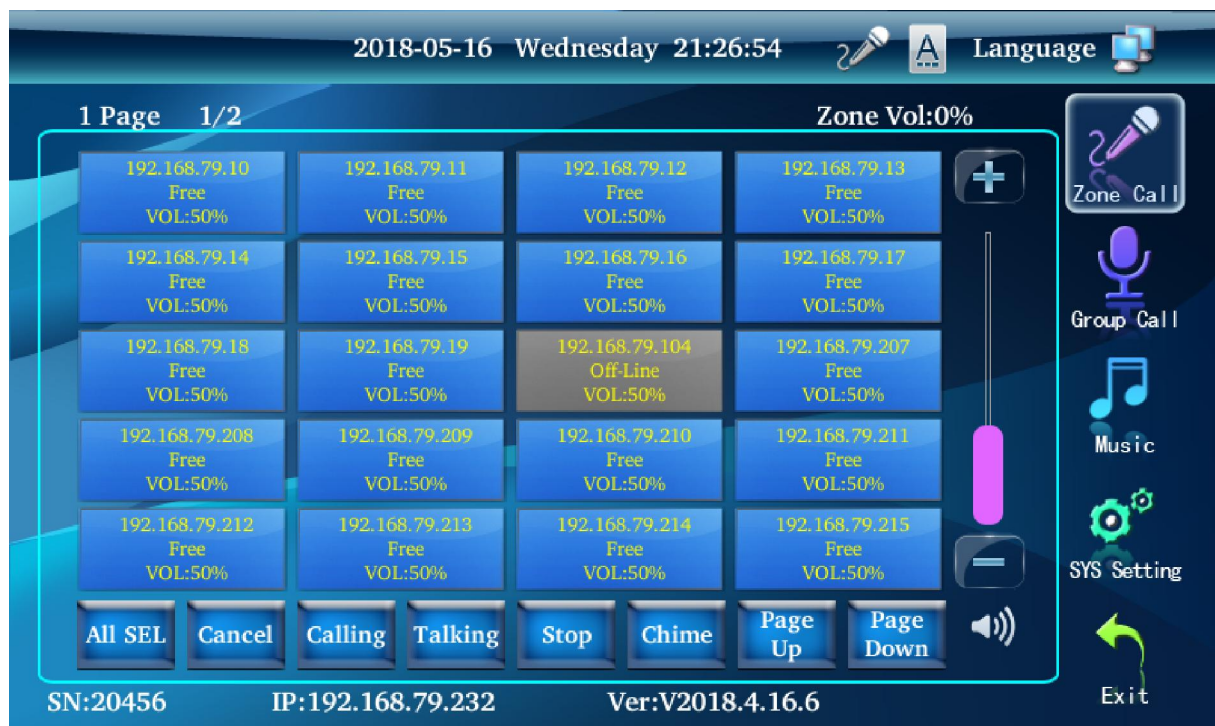 2018-05-16 Wednesday 21:26:54 A Language
1 Page 1/2 Zone Vol:0%
192.168.79.10
Free
VOL:50%
192.168.79.11
Free
VOL:50%
192.168.79.12
Free
VOL:50%
192.168.79.13
Free
VOL:50%
192.168.79.14
Free
VOL:50%
192.168.79.15
Free
VOL:50%
192.168.79.16
Free
VOL:50%
192.168.79.17
Free
VOL:50%
192.168.79.18
Free
VOL:50%
192.168.79.19
Free
VOL:50%
192.168.79.104
Off-Line
VOL:50%
192.168.79.207
Free
VOL:50%
192.168.79.208
Free
VOL:50%
192.168.79.209
Free
VOL:50%
192.168.79.210
Free
VOL:50%
192.168.79.211
Free
VOL:50%
192.168.79.212
Free
VOL:50%
192.168.79.213
Free
VOL:50%
192.168.79.214
Free
VOL:50%
192.168.79.215
Free
VOL:50%
All SEL
Cancel
Calling
Talking
Stop
Chime
Page
Up
Page
Down
Zone Call
Group Call
Music
SYS Setting
Exit
SN:20456 IP:192.168.79.232 Ver:V2018.4.16.6